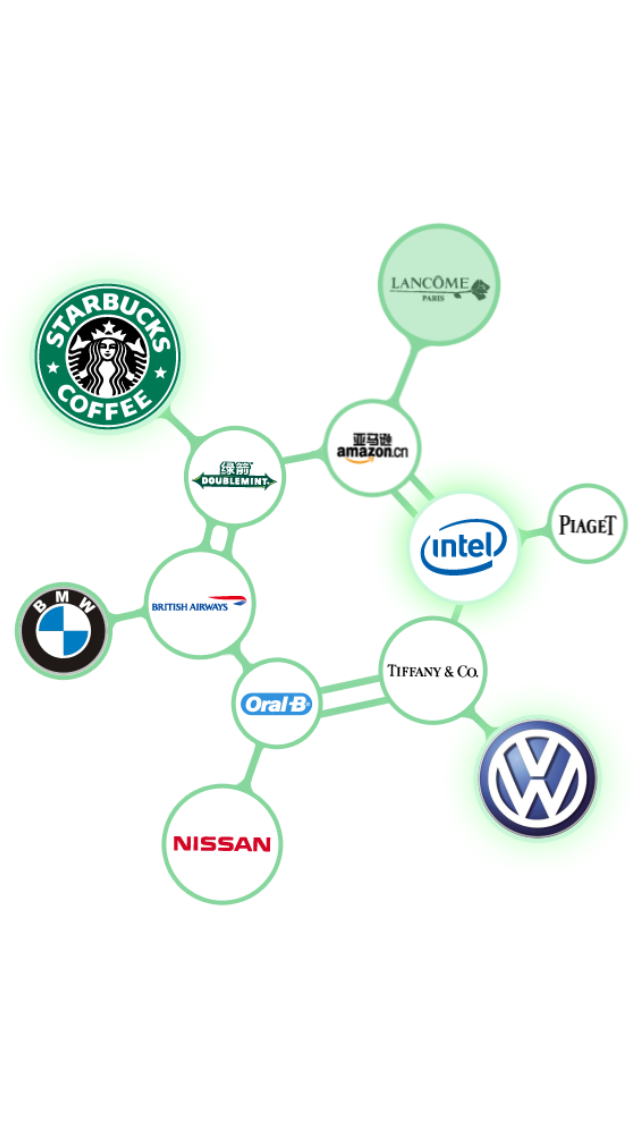 LANCÔME
PARIS
STARBUCKS
COFFEE
亚马逊
amazon.cn
绿箭
DOUBLEMINT
intel
PIAGET
BMW
BRITISH AIRWAYS
TIFFANY & CO.
Oral-B
VW
NISSAN